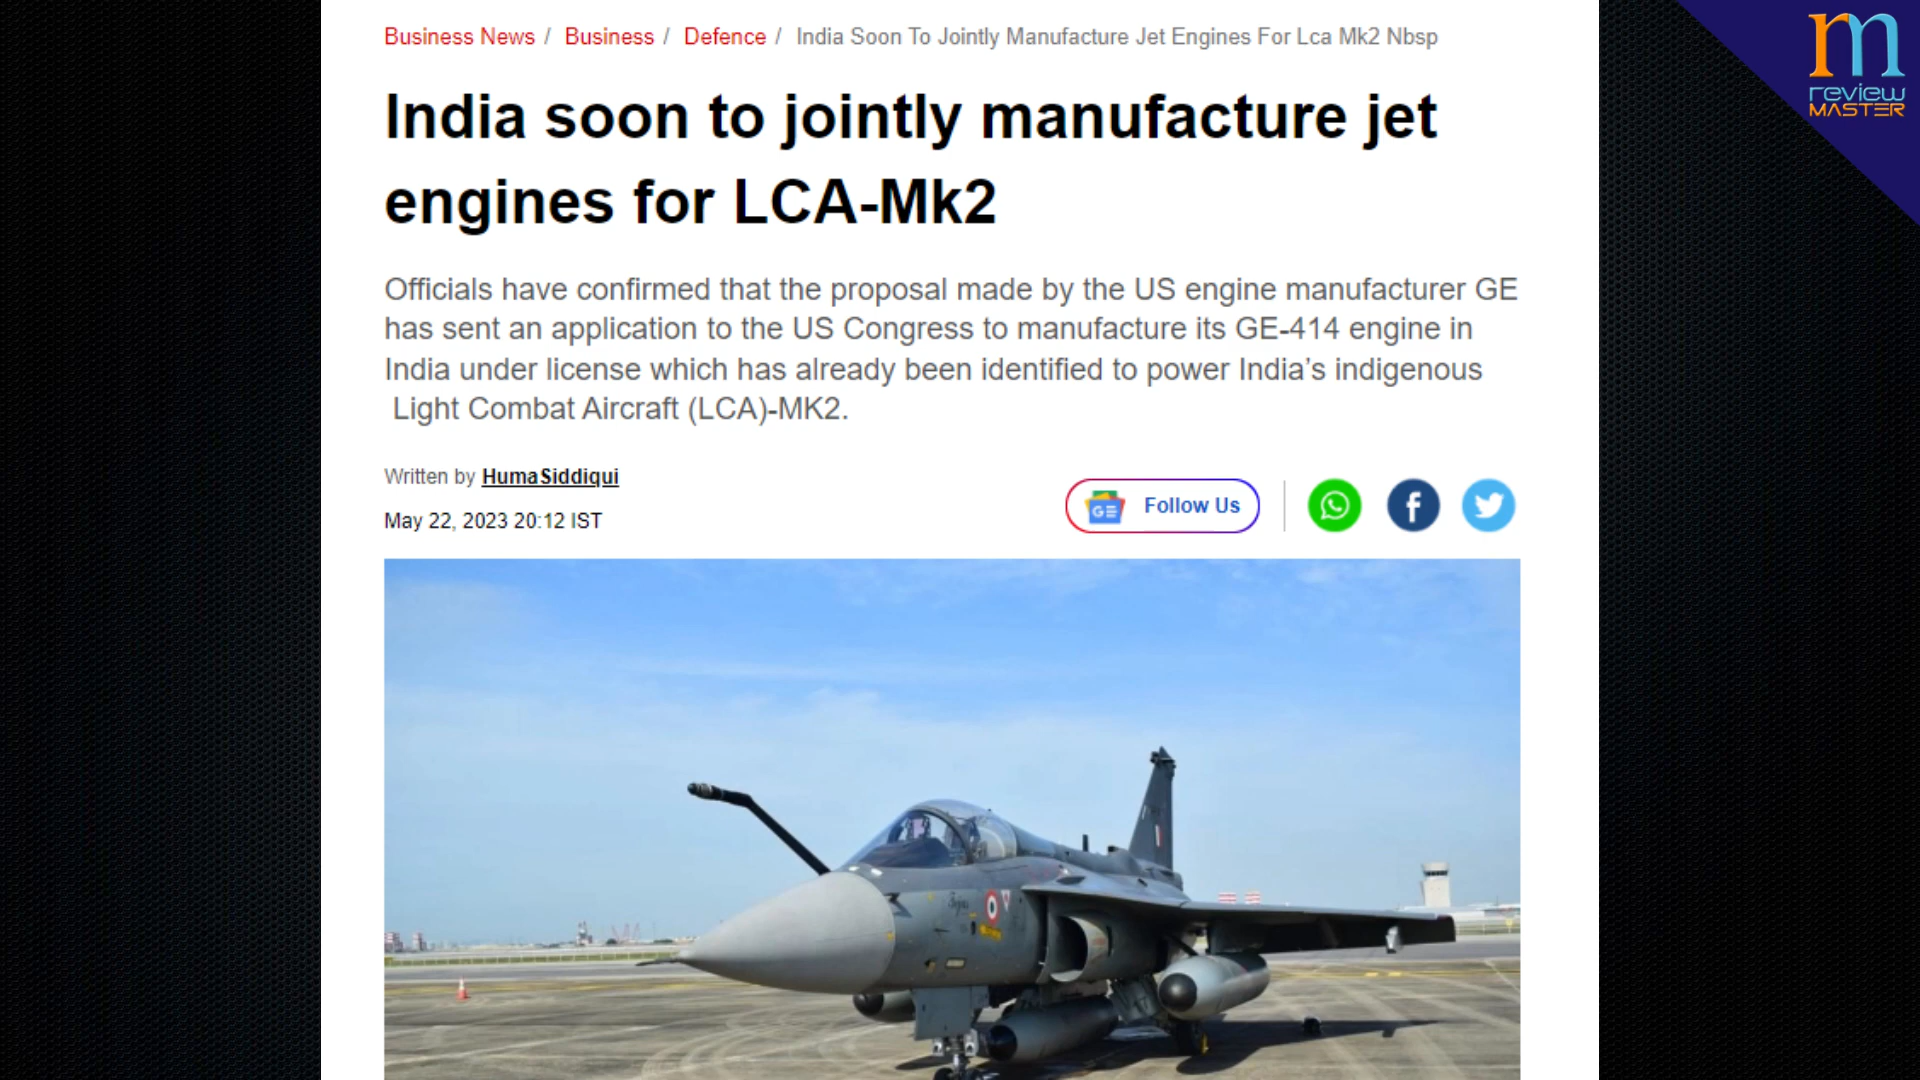 Business News / Business / Defence / India Soon To Jointly Manufacture Jet Engines For Lca Mk2 Nbsp
India soon to jointly manufacture jet
engines for LCA-Mk2
Officials have confirmed that the proposal made by the US engine manufacturer GE
has sent an application to the US Congress to manufacture its GE-414 engine in
India under license which has already been identified to power India’s indigenous
Light Combat Aircraft (LCA)-MK2.
Written by Huma Siddiqui
May 22, 2023 20:12 IST
GE Follow Us
f
m
review
MASTER
Tejas